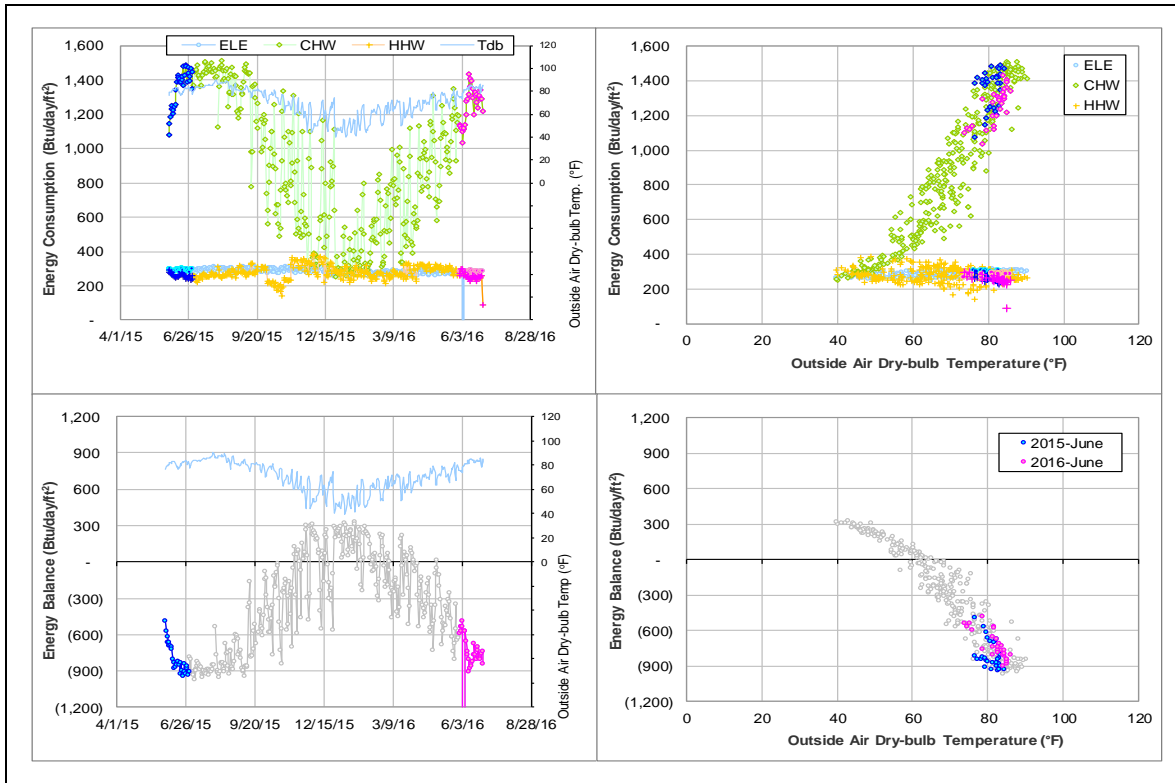 ELE CHW HHW Tdb
Energy Consumption (Btu/day/ft²)
1,600
1,400
1,200
1,000
800
600
400
200
-
120
100
80
60
40
20
0
Outside Air Dry-bulb Temp. (°F)
4/1/15 6/26/15 9/20/15 12/15/15 3/9/16 6/3/16 8/28/16
Energy Consumption (Btu/day/ft²)
1,600
1,400
1,200
1,000
800
600
400
200
-
ELE
CHW
HHW
0 20 40 60 80 100 120
Outside Air Dry-bulb Temperature (°F)
Energy Balance (Btu/day/ft²)
1,200
900
600
300
-
(300)
(600)
(900)
(1,200)
120
100
80
60
40
20
0
Outside Air Dry-bulb Temp (°F)
4/1/15 6/26/15 9/20/15 12/15/15 3/9/16 6/3/16 8/28/16
Energy Balance (Btu/day/ft²)
1,200
900
600
300
-
(300)
(600)
(900)
(1,200)
2015-June
2016-June
0 20 40 60 80 100 120
Outside Air Dry-bulb Temperature (°F)